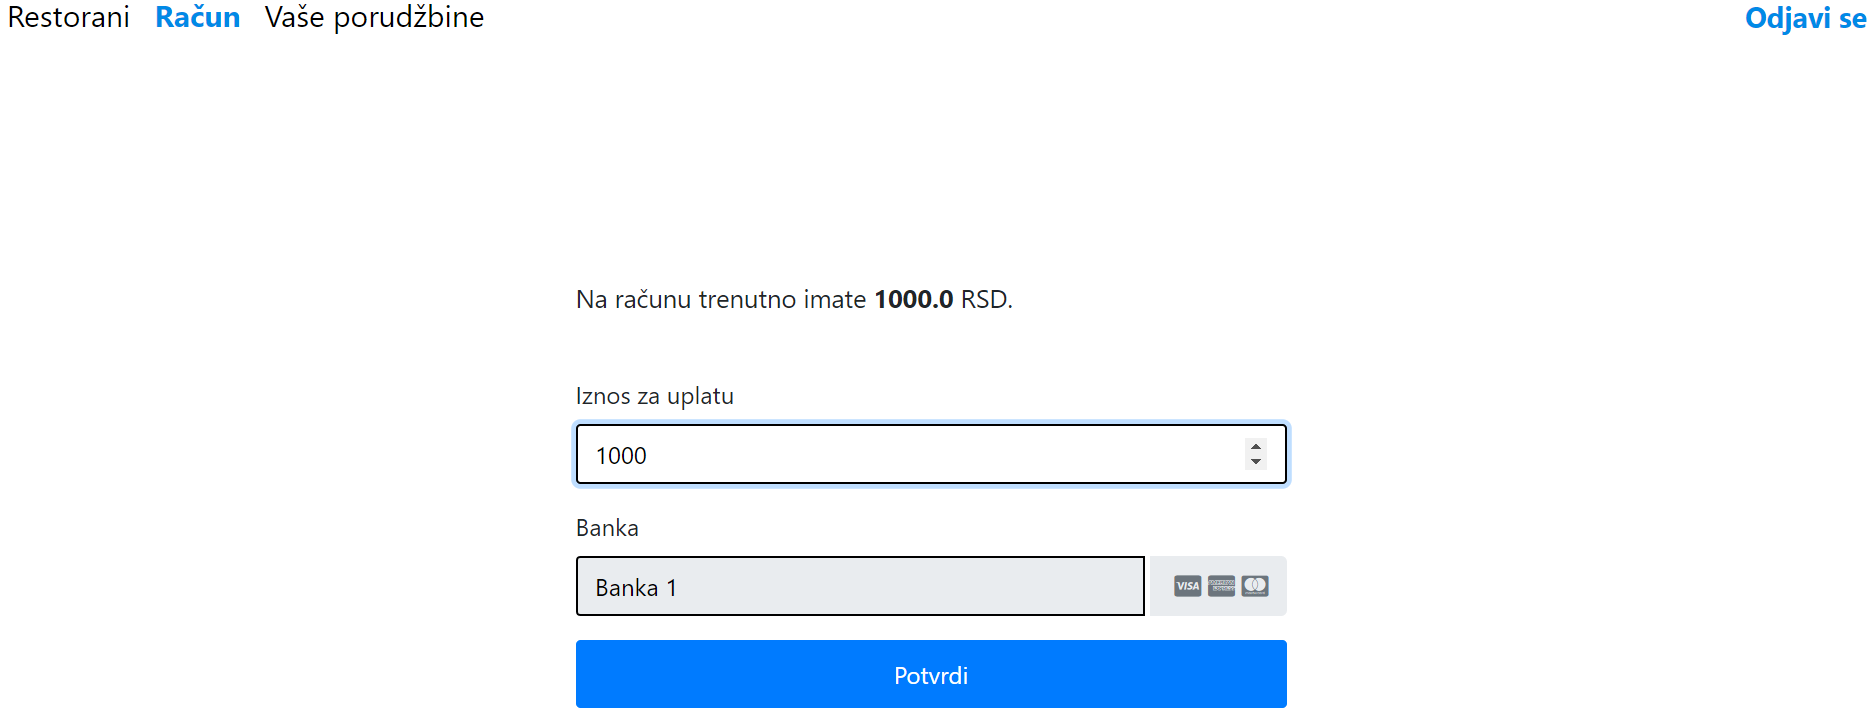 Restorani Račun Vaše porudžbine Odjavi se
Na računu trenutno imate 1000.0 RSD.
Iznos za uplatu
1000
Banka
Banka 1
VISA
Potvrdi